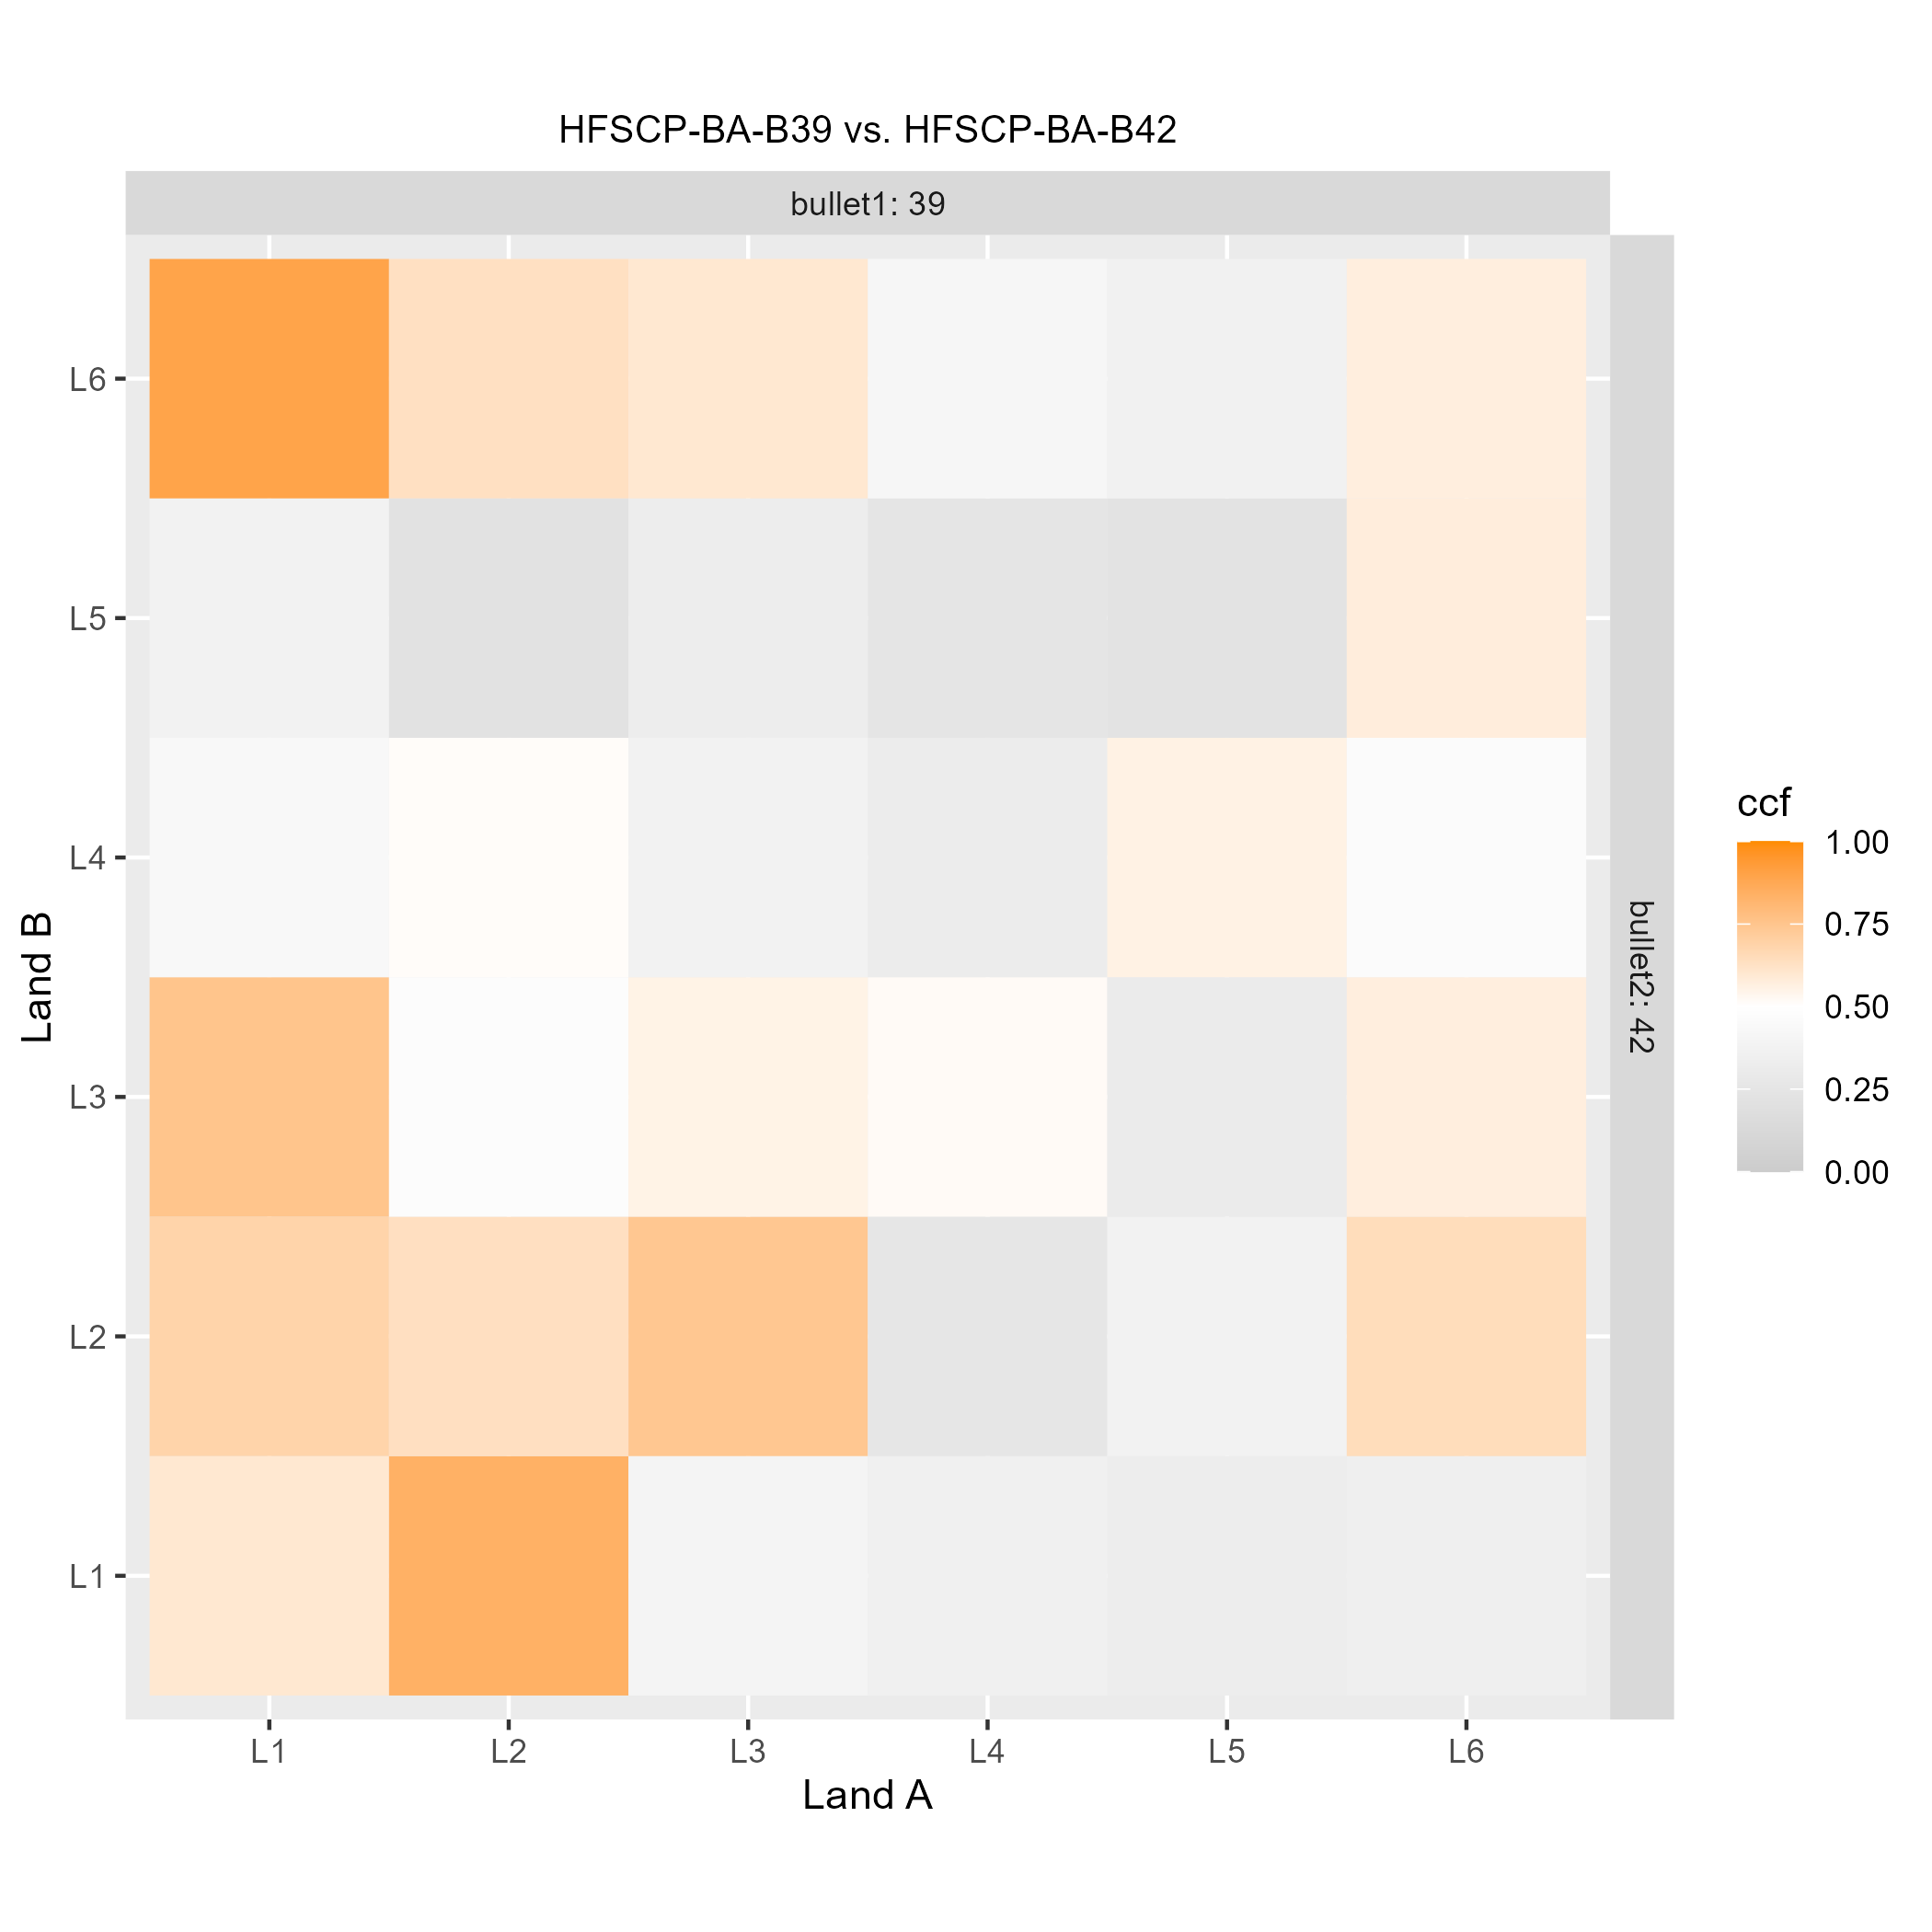 HFSCP-BA-B39 vs. HFSCP-BA-B42
bullet1: 39
L6
L5
L4
L3
L2
L1
Land B
bullet2: 42
ccf
1.00
0.75
0.50
0.25
0.00
L1 L2 L3 L4 L5 L6
Land A